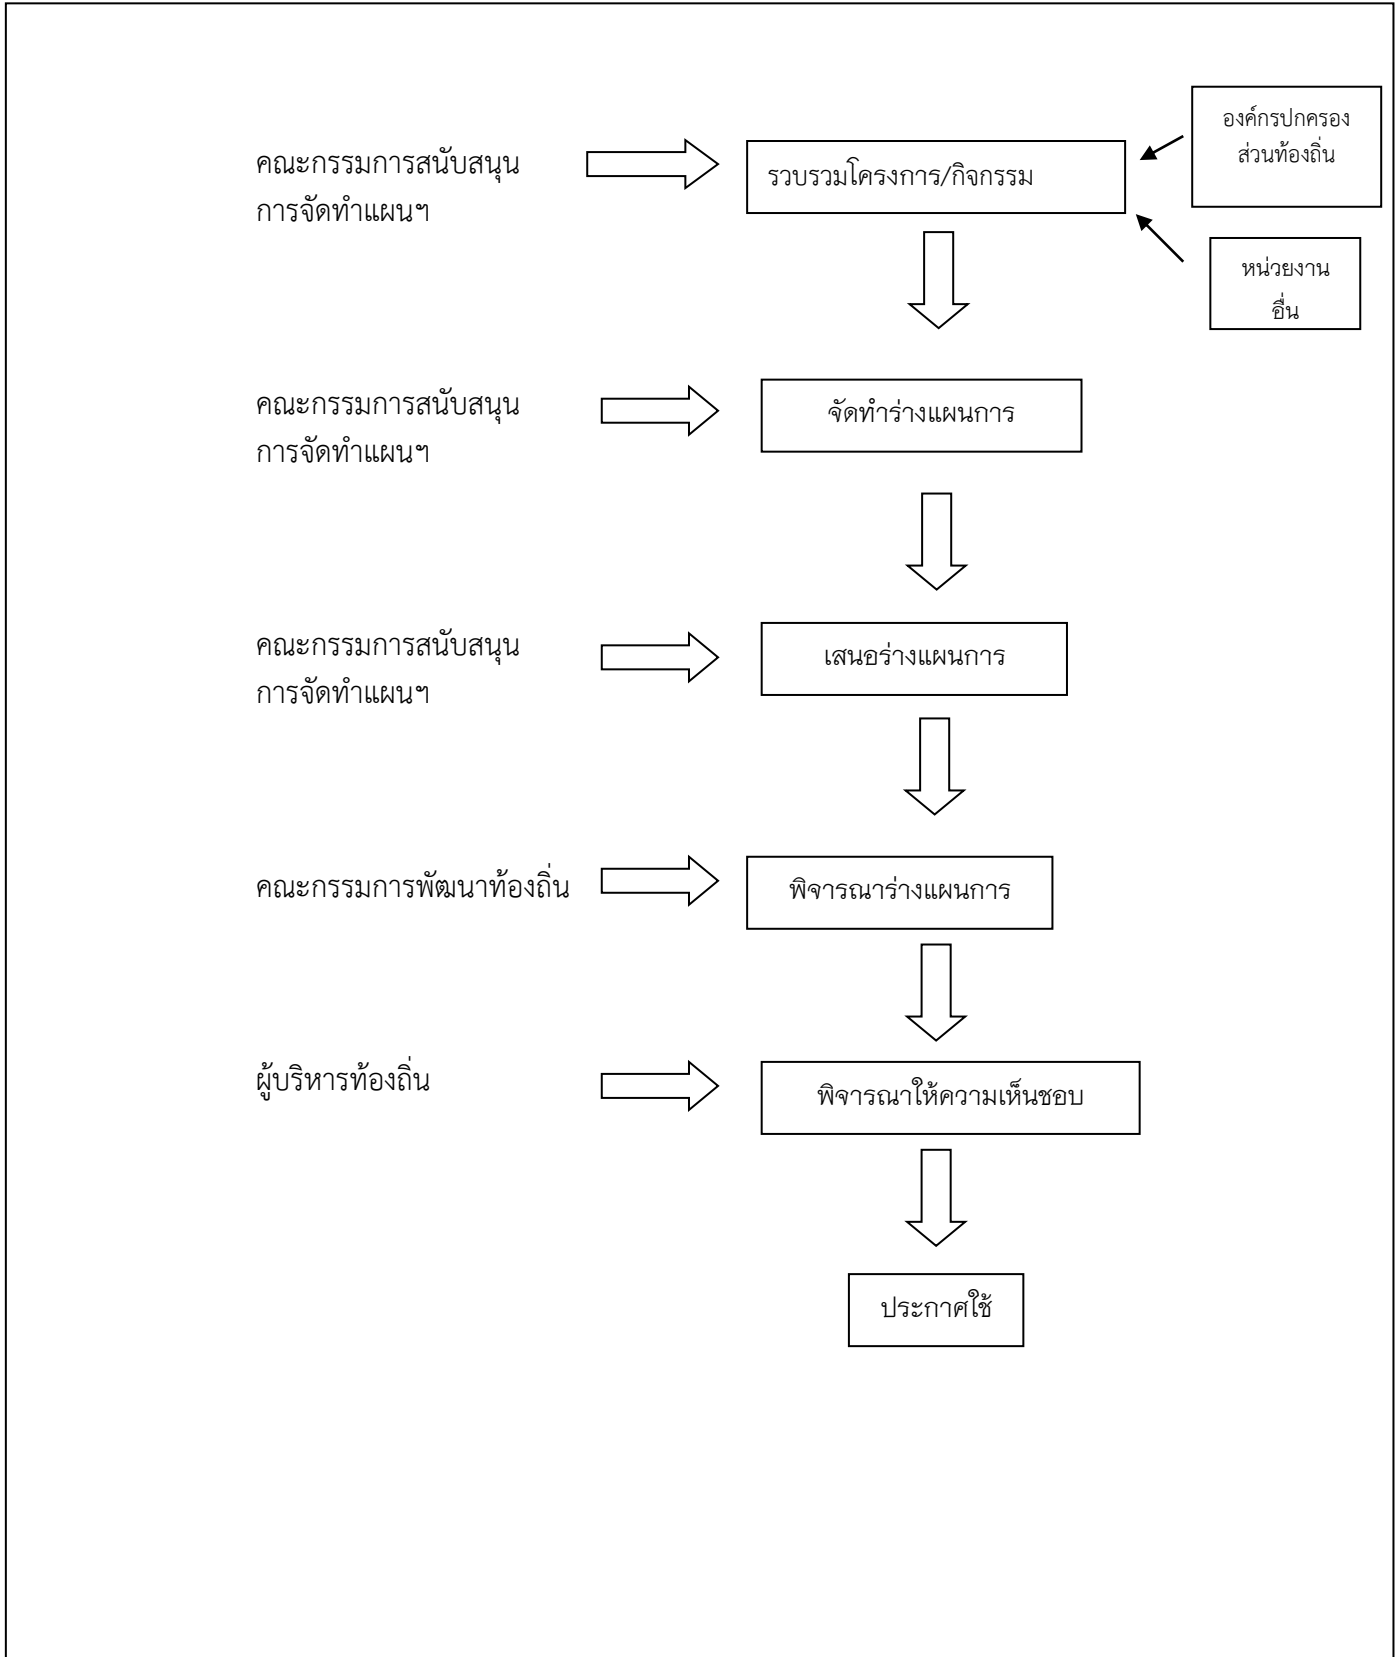 องค์กรปกครอง
ส่วนท้องถิ่น
คณะกรรมการสนับสนุน
การจัดทำแผนฯ
รวบรวมโครงการ/กิจกรรม
หน่วยงาน
อื่น
คณะกรรมการสนับสนุน
การจัดทำแผนฯ
จัดทำร่างแผนการ
คณะกรรมการสนับสนุน
การจัดทำแผนฯ
เสนอร่างแผนการ
คณะกรรมการพัฒนาท้องถิ่น
พิจารณาร่างแผนการ
ผู้บริหารท้องถิ่น
พิจารณาให้ความเห็นชอบ
ประกาศใช้